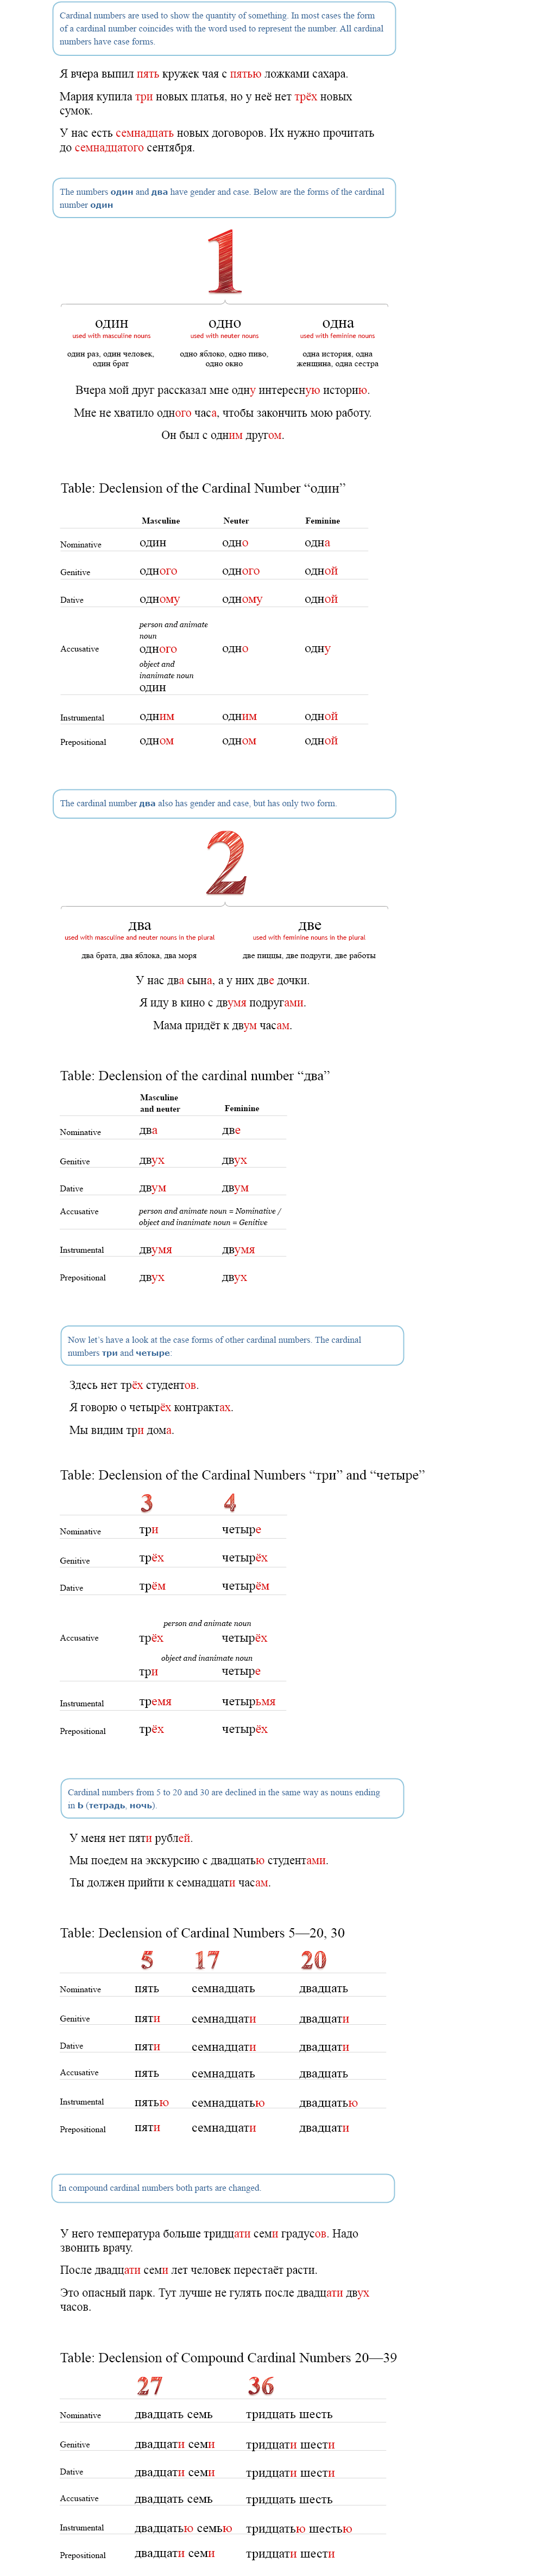 Cardinal numbers are used to show the quantity of something. In most cases the form
of a cardinal number coincides with the word used to represent the number. All cardinal
numbers have case forms.
Я вчера выпил пять кружек чая с пятью ложками сахара.
Мария купила три новых платья, но у неё нет трёх новых
сумок.
У нас есть семнадцать новых договоров. Их нужно прочитать
до семнадцатого сентября.
The numbers один and два have gender and case. Below are the forms of the cardinal
number один
1
один одно одна
used with masculine nouns used with neuter nouns used with feminine nouns
один раз, один человек, одно яблоко, одно пиво, одна история, одна
один брат одно окно женщина, одна сестра
Вчера мой друг рассказал мне одну интересную историю.
Мне не хватило одного часа, чтобы закончить мою работу.
Он был с одним другом.
Table: Declension of the Cardinal Number “один”
Masculine Neuter Feminine
Nominative один одно одна
Genitive одного одного одной
Dative одному одному одной
person and animate
noun
Accusative одного одно одну
object and
inanimate noun
один
Instrumental одним одним одной
Prepositional одном одном одной
The cardinal number два also has gender and case, but has only two form.
2
два две
used with masculine and neuter nouns in the plural used with feminine nouns in the plural
два брата, два яблока, два моря две пиццы, две подруги, две работы
У нас два сына, а у них две дочки.
Я иду в кино с двумя подругами.
Мама придёт к двум часам.
Table: Declension of the cardinal number “два”
Masculine
and neuter Feminine
Nominative два две
Genitive двух двух
Dative двум двум
Accusative person and animate noun = Nominative /
object and inanimate noun = Genitive
Instrumental двумя двумя
Prepositional двух двух
Now let’s have a look at the case forms of other cardinal numbers. The cardinal
numbers три and четыре:
Здесь нет трёх студентов.
Я говорю о четырёх контрактах.
Мы видим три дома.
Table: Declension of the Cardinal Numbers “три” and “четыре”
3 4
Nominative три четыре
Genitive трёх четырёх
Dative трём четырём
person and animate noun
Accusative трёх четырёх
object and inanimate noun
три четыре
Instrumental тремя четырьмя
Prepositional трёх четырёх
Cardinal numbers from 5 to 20 and 30 are declined in the same way as nouns ending
in ь (тетрадь, ночь).
У меня нет пяти рублей.
Мы поедем на экскурсию с двадцатью студентами.
Ты должен прийти к семнадцати часам.
Table: Declension of Cardinal Numbers 5—20, 30
5 17 20
Nominative пять семнадцать двадцать
Genitive пяти семнадцати двадцати
Dative пяти семнадцати двадцати
Accusative пять семнадцать двадцать
Instrumental пятью семнадцатью двадцатью
Prepositional пяти семнадцати двадцати
In compound cardinal numbers both parts are changed.
У него температура больше тридцати семи градусов. Надо
звонить врачу.
После двадцати семи лет человек перестаёт расти.
Это опасный парк. Тут лучше не гулять после двадцати двух
часов.
Table: Declension of Compound Cardinal Numbers 20—39
27 36
Nominative двадцать семь тридцать шесть
Genitive двадцати семи тридцати шести
Dative двадцати семи тридцати шести
Accusative двадцать семь тридцать шесть
Instrumental двадцатью семью тридцатью шестью
Prepositional двадцати семи тридцати шести